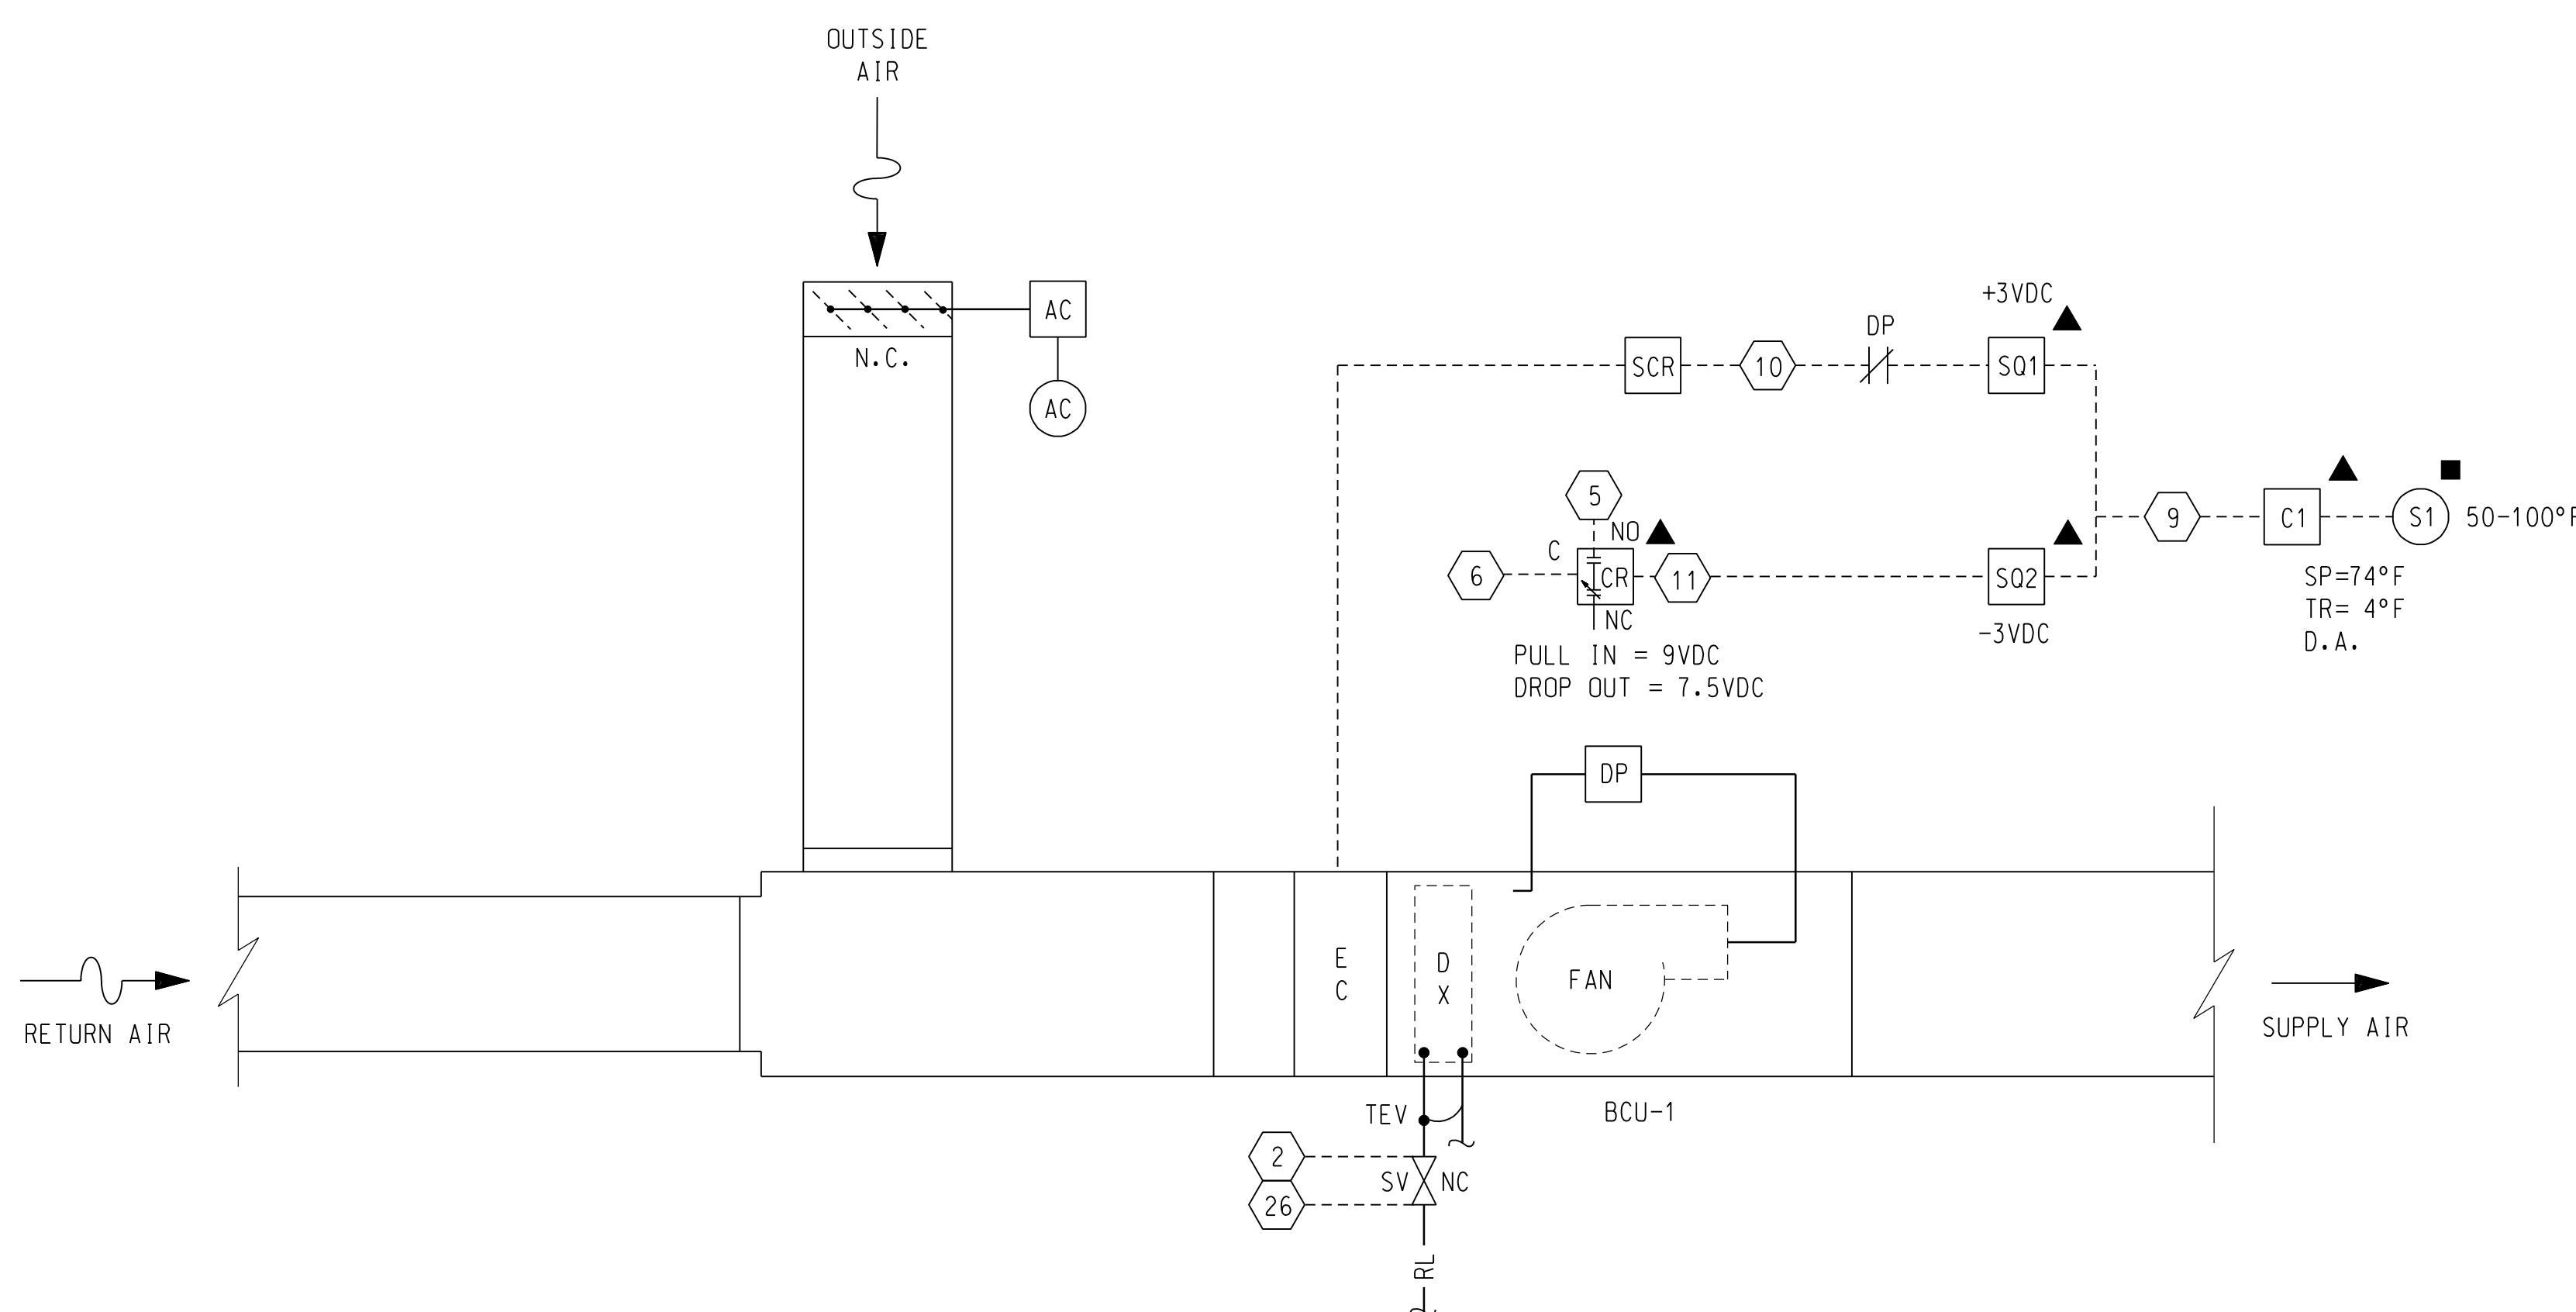 OUTSIDE
AIR
AC
N.C.
AC
+3VDC
DP
SCR
10
SQ1
5
NO
C
6
CR
11
NC
PULL IN = 9VDC
DROP OUT = 7.5VDC
SQ2
-3VDC
9
C1
S1
50-100°F
SP=74°F
TR= 4°F
D.A.
DP
E
C
D
X
FAN
RETURN AIR
SUPPLY AIR
TEV
BCU-1
2
SV
NC
26
RL